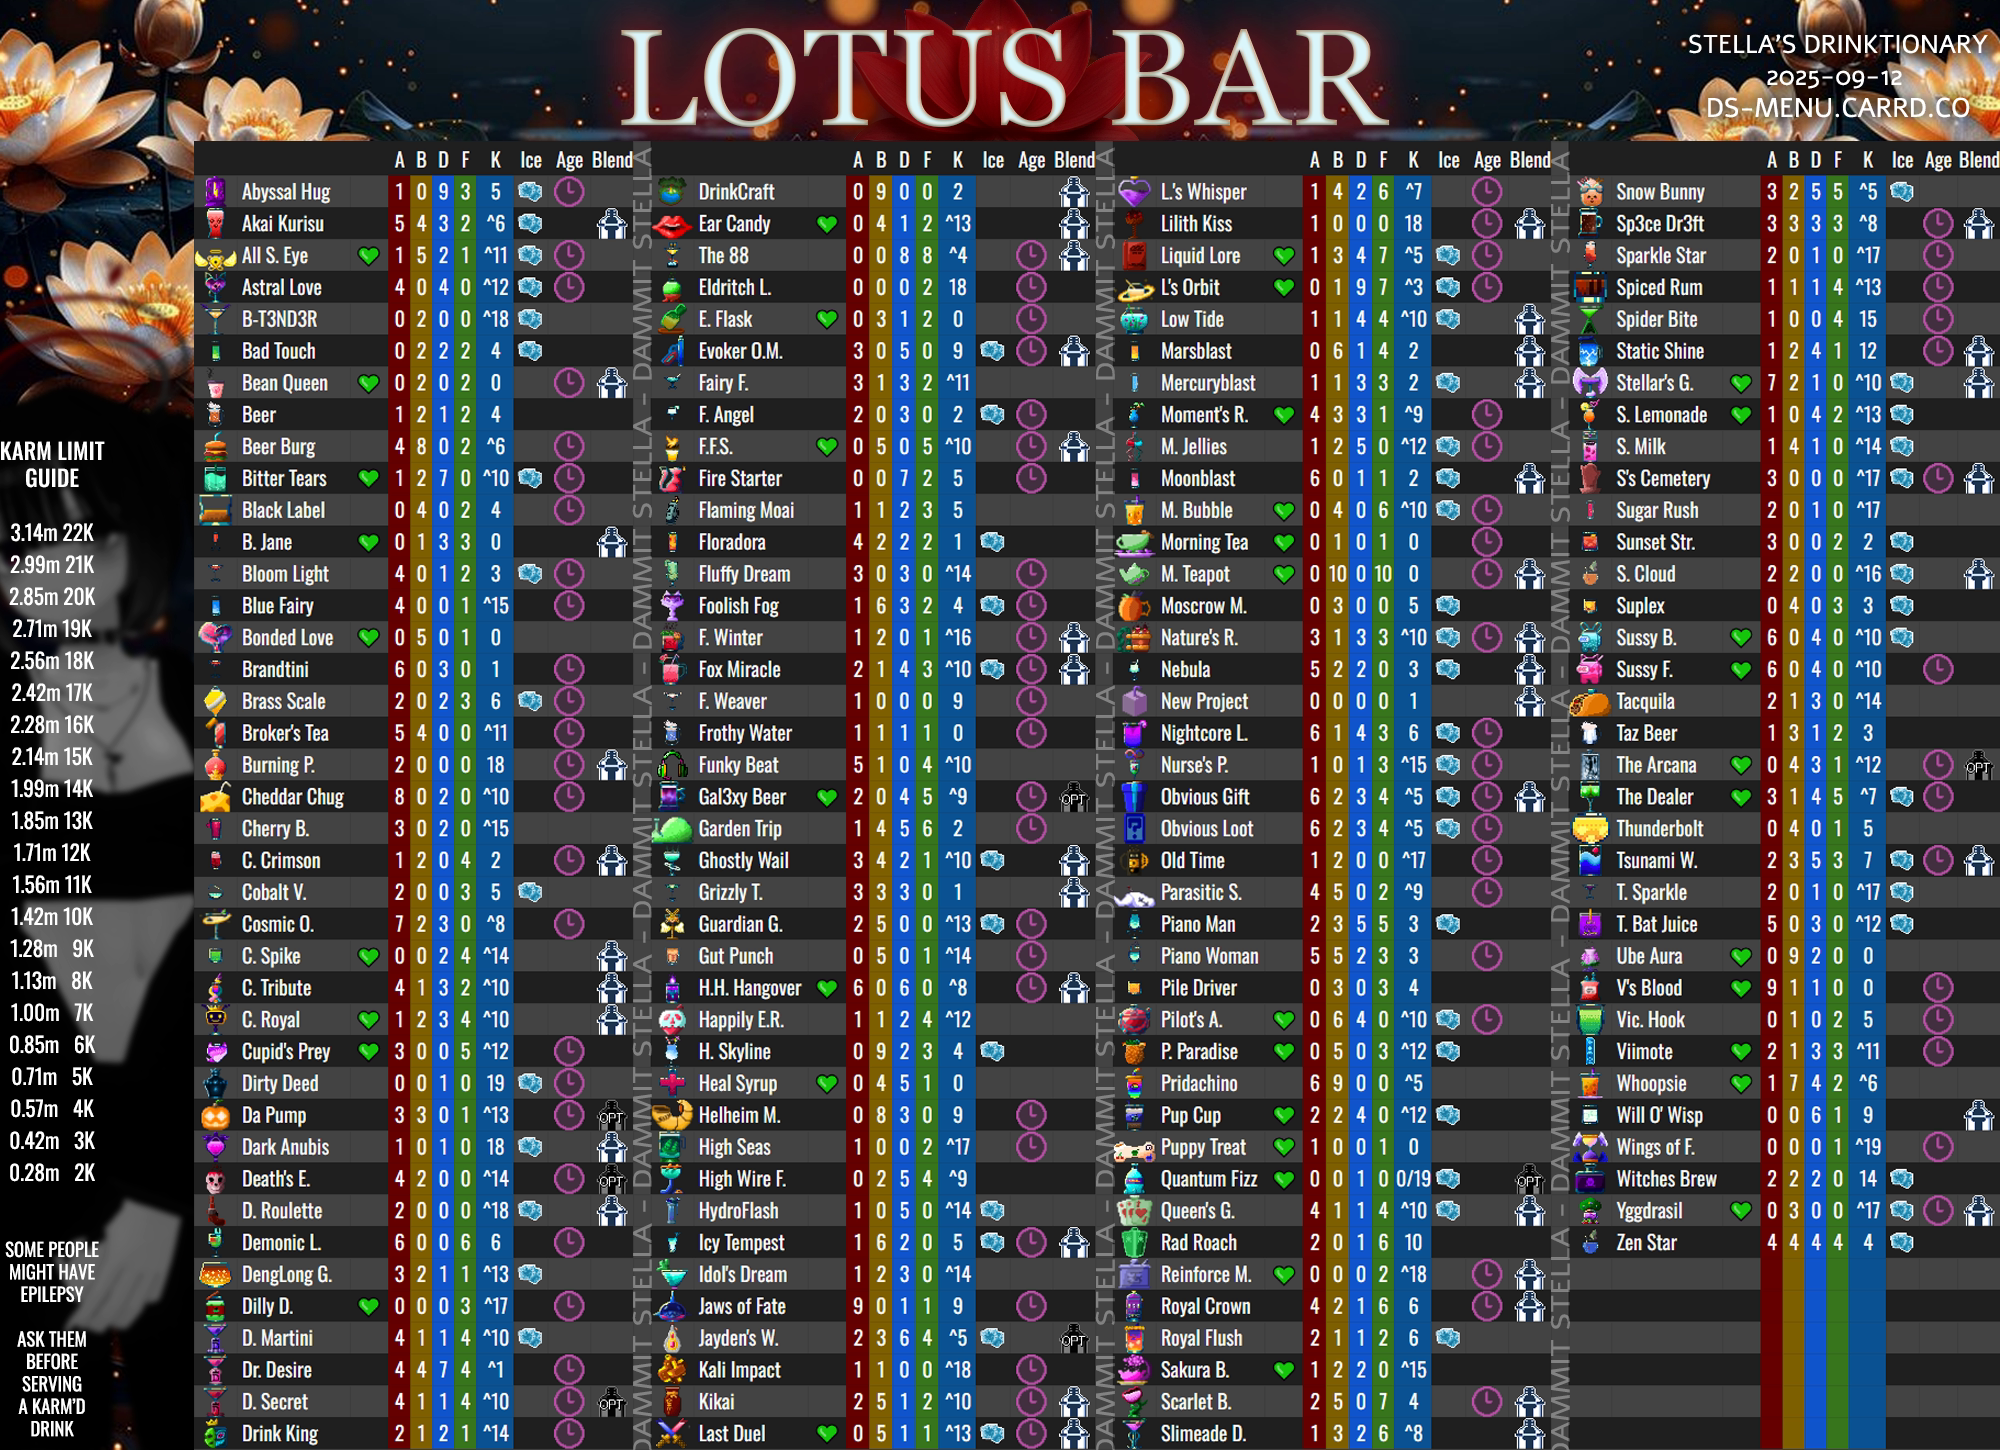 LOTUS BAR
STELLA'S DRINKTIONARY
2025-09-12
DS-MENU.CARRD.CO
KARM LIMIT
GUIDE
3.14m 22K
2.99m 21K
2.85m 20K
2.71m 19K
2.56m 18K
2.42m 17K
2.28m 16K
2.14m 15K
1.99m 14K
1.85m 13K
1.71m 12K
1.56m 11K
1.42m 10K
1.28m 9K
1.13m 8K
1.00m 7K
0.85m 6K
0.71m 5K
0.57m 4K
0.42m 3K
0.28m 2K
SOME PEOPLE
MIGHT HAVE
EPILEPSY
ASK THEM
BEFORE
SERVING
A KARM'D
DRINK
A B D F K Ice Age Blend
Abyssal Hug 1 0 9 3 5
Akai Kurisu 5 4 3 2 ^6
All S. Eye 1 5 2 1 ^11
Astral Love 4 0 4 0 ^12
B-T3ND3R 0 2 0 0 ^18
Bad Touch 0 2 2 2 4
Bean Queen 0 2 0 2 0
Beer 1 2 1 2 4
Beer Burg 4 8 0 2 ^6
Bitter Tears 1 2 7 0 ^10
Black Label 0 4 0 2 4
B. Jane 0 1 3 3 0
Bloom Light 4 0 1 2 3
Blue Fairy 4 0 0 1 ^15
Bonded Love 0 5 0 1 0
Brandtini 6 0 3 0 1
Brass Scale 2 0 2 3 6
Broker's Tea 5 4 0 0 ^11
Burning P. 2 0 0 0 18
Cheddar Chug 8 0 2 0 ^10
Cherry B. 3 0 2 0 ^15
C. Crimson 1 2 0 4 2
Cobalt V. 2 0 0 3 5
Cosmic O. 7 2 3 0 ^8
C. Spike 0 0 2 4 ^14
C. Tribute 4 1 3 2 ^10
C. Royal 1 2 3 4 ^10
Cupid's Prey 3 0 0 5 ^12
Dirty Deed 0 0 1 0 19
Da Pump 3 3 0 1 ^13 OPT
Dark Anubis 1 0 1 0 18
Death's E. 4 2 0 0 ^14 OPT
D. Roulette 2 0 0 0 ^18
Demonic L. 6 0 0 6 6
DengLong G. 3 2 1 1 ^13
Dilly D. 0 0 0 3 ^17
D. Martini 4 1 1 4 ^10
Dr. Desire 4 4 7 4 ^1
D. Secret 4 1 1 4 ^10 OPT
Drink King 2 1 2 1 ^14
DAMMIT STELLA - DAMMIT STELLA - DAMMIT STELLA - DAMMIT STELLA
A B D F K Ice Age Blend
DrinkCraft 0 9 0 0 2
Ear Candy 0 4 1 2 ^13
The 88 0 0 8 8 ^4
Eldritch L. 0 0 0 2 18
E. Flask 0 3 1 2 0
Evoker O.M. 3 0 5 0 9
Fairy F. 3 1 3 2 ^11
F. Angel 2 0 3 0 2
F.F.S. 0 5 0 5 ^10
Fire Starter 0 0 7 2 5
Flaming Moai 1 1 2 3 5
Floradora 4 2 2 2 1
Fluffy Dream 3 0 3 0 ^14
Foolish Fog 1 6 3 2 4
F. Winter 1 2 0 1 ^16
Fox Miracle 2 1 4 3 ^10
F. Weaver 1 0 0 0 9
Frothy Water 1 1 1 1 0
Funky Beat 5 1 0 4 ^10
Gal3xy Beer 2 0 4 5 ^9 OPT
Garden Trip 1 4 5 6 2
Ghostly Wail 3 4 2 1 ^10
Grizzly T. 3 3 3 0 1
Guardian G. 2 5 0 0 ^13
Gut Punch 0 5 0 1 ^14
H.H. Hangover 6 0 6 0 ^8
Happily E.R. 1 1 2 4 ^12
H. Skyline 0 9 2 3 4
Heal Syrup 0 4 5 1 0
Helheim M. 0 8 3 0 9
High Seas 1 0 0 2 ^17
High Wire F. 0 2 5 4 ^9
HydroFlash 1 0 5 0 ^14
Icy Tempest 1 6 2 0 5
Idol's Dream 1 2 3 0 ^14
Jaws of Fate 9 0 1 1 9
Jayden's W. 2 3 6 4 ^5 OPT
Kali Impact 1 1 0 0 ^18
Kikai 2 5 1 2 ^10
Last Duel 0 5 1 1 ^13
DAMMIT STELLA - DAMMIT STELLA - DAMMIT STELLA - DAMMIT STELLA
A B D F K Ice Age Blend
L.'s Whisper 1 4 2 6 ^7
Lilith Kiss 1 0 0 0 18
Liquid Lore 1 3 4 7 ^5
L's Orbit 0 1 9 7 ^3
Low Tide 1 1 4 4 ^10
Marsblast 0 6 1 4 2
Mercuryblast 1 1 3 3 2
Moment's R. 4 3 3 1 ^9
M. Jellies 1 2 5 0 ^12
Moonblast 6 0 1 1 2
M. Bubble 0 4 0 6 ^10
Morning Tea 0 1 0 1 0
M. Teapot 0 10 0 10 0
Moscrow M. 0 3 0 0 5
Nature's R. 3 1 3 3 ^10
Nebula 5 2 2 0 3
New Project 0 0 0 0 1
Nightcore L. 6 1 4 3 6
Nurse's P. 1 0 1 3 ^15
Obvious Gift 6 2 3 4 ^5
Obvious Loot 6 2 3 4 ^5
Old Time 1 2 0 0 ^17
Parasitic S. 4 5 0 2 ^9
Piano Man 2 3 5 5 3
Piano Woman 5 5 2 3 3
Pile Driver 0 3 0 3 4
Pilot's A. 0 6 4 0 ^10
P. Paradise 0 5 0 3 ^12
Pridachino 6 9 0 0 ^5
Pup Cup 2 2 4 0 ^12
Puppy Treat 1 0 0 1 0
Quantum Fizz 0 0 1 0 0/19 OPT
Queen's G. 4 1 1 4 ^10
Rad Roach 2 0 1 6 10
Reinforce M. 0 0 0 2 ^18
Royal Crown 4 2 1 6 6
Royal Flush 2 1 1 2 6
Sakura B. 1 2 2 0 ^15
Scarlet B. 2 5 0 7 4
Slimeade D. 1 3 2 6 ^8
DAMMIT STELLA - DAMMIT STELLA - DAMMIT STELLA - DAMMIT STELLA
A B D F K Ice Age Blend
Snow Bunny 3 2 5 5 ^5
Sp3ce Dr3ft 3 3 3 3 ^8
Sparkle Star 2 0 1 0 ^17
Spiced Rum 1 1 1 4 ^13
Spider Bite 1 0 0 4 15
Static Shine 1 2 4 1 12
Stellar's G. 7 2 1 0 ^10
S. Lemonade 1 0 4 2 ^13
S. Milk 1 4 1 0 ^14
S's Cemetery 3 0 0 0 ^17
Sugar Rush 2 0 1 0 ^17
Sunset Str. 3 0 0 2 2
S. Cloud 2 2 0 0 ^16
Suplex 0 4 0 3 3
Sussy B. 6 0 4 0 ^10
Sussy F. 6 0 4 0 ^10
Tacquila 2 1 3 0 ^14
Taz Beer 1 3 1 2 3
The Arcana 0 4 3 1 ^12 OPT
The Dealer 3 1 4 5 ^7
Thunderbolt 0 4 0 1 5
Tsunami W. 2 3 5 3 7
T. Sparkle 2 0 1 0 ^17
T. Bat Juice 5 0 3 0 ^12
Ube Aura 0 9 2 0 0
V's Blood 9 1 1 0 0
Vic. Hook 0 1 0 2 5
Viimote 2 1 3 3 ^11
Whoopsie 1 7 4 2 ^6
Will O' Wisp 0 0 6 1 9
Wings of F. 0 0 0 1 ^19
Witches Brew 2 2 2 0 14
Yggdrasil 0 3 0 0 ^17
Zen Star 4 4 4 4 4